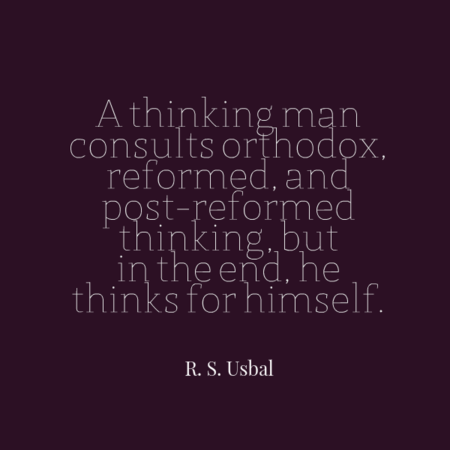 A thinking man
consults orthodox,
reformed, and
post-reformed
thinking, but
in the end, he
thinks for himself.
R. S. Usbal